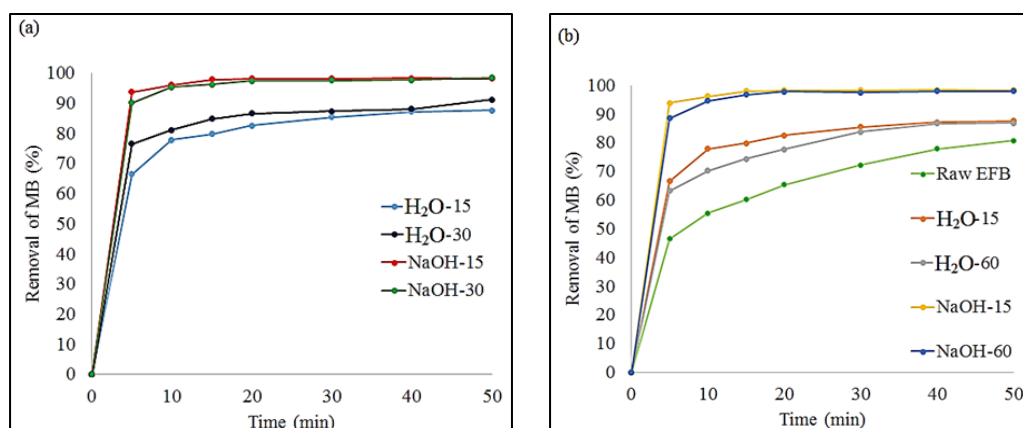 (a)
100
90
80
70
60
50
40
30
20
10
0
Removal of MB (%)
H₂O-15
H₂O-30
NaOH-15
NaOH-30
0 10 20 30 40 50
Time (min)
(b)
100
90
80
70
60
50
40
30
20
10
0
Removal of MB (%)
Raw EFB
H₂O-15
H₂O-60
NaOH-15
NaOH-60
0 10 20 30 40 50
Time (min)